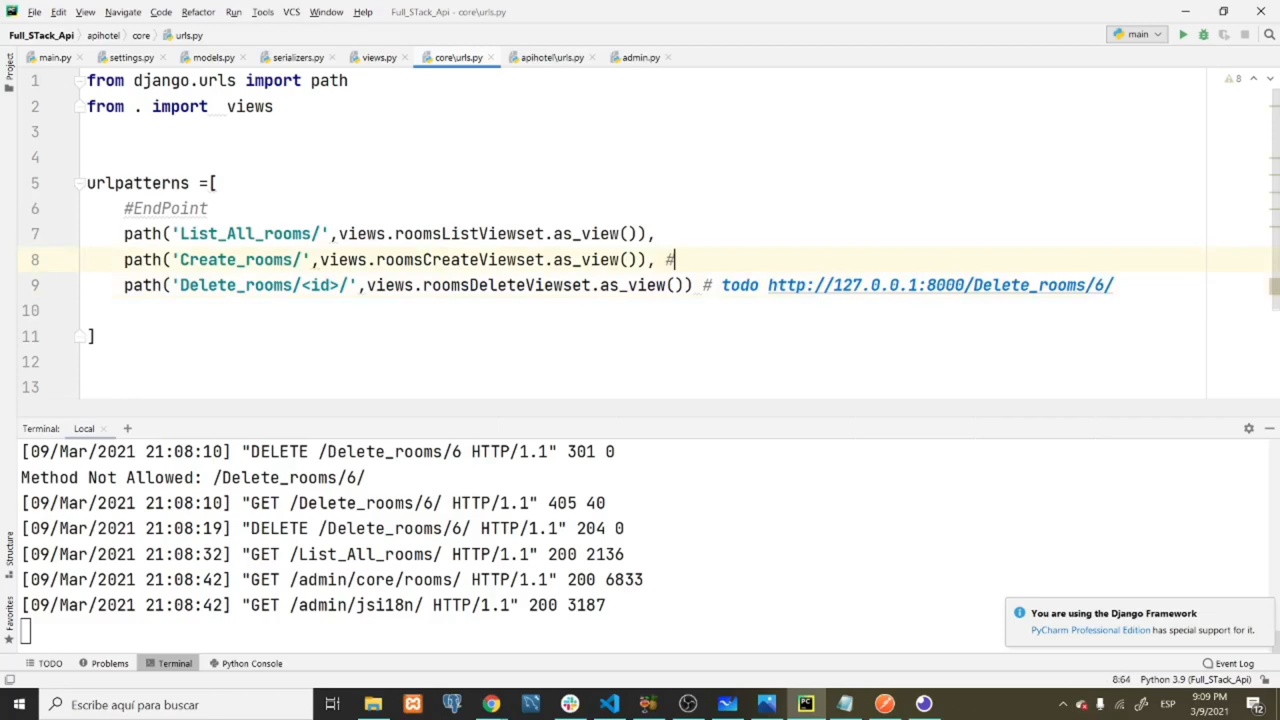 File Edit View Navigate Code Refactor Run Tools VCS Window Help Full_STack_Api - core\urls.py
Full_STack_Api apihotel core urls.py main
main.py settings.py models.py serializers.py views.py core\urls.py apihotel\urls.py admin.py
Project
1 from django.urls import path 8
2 from . import views
3
4
5 urlpatterns =[
6 #EndPoint
7 path('List_All_rooms/',views.roomsListViewset.as_view()),
8 path('Create_rooms/',views.roomsCreateViewset.as_view()), #
9 path('Delete_rooms/<id>/',views.roomsDeleteViewset.as_view()) # todo http://127.0.0.1:8000/Delete_rooms/6/
10
11 ]
12
13
Terminal: Local +
[09/Mar/2021 21:08:10] "DELETE /Delete_rooms/6 HTTP/1.1" 301 0
Method Not Allowed: /Delete_rooms/6/
[09/Mar/2021 21:08:10] "GET /Delete_rooms/6/ HTTP/1.1" 405 40
[09/Mar/2021 21:08:19] "DELETE /Delete_rooms/6/ HTTP/1.1" 204 0
[09/Mar/2021 21:08:32] "GET /List_All_rooms/ HTTP/1.1" 200 2136
[09/Mar/2021 21:08:42] "GET /admin/core/rooms/ HTTP/1.1" 200 6833
[09/Mar/2021 21:08:42] "GET /admin/jsi18n/ HTTP/1.1" 200 3187
Structure
Favorites
You are using the Django Framework
PyCharm Professional Edition has special support for it.
TODO Problems Terminal Python Console Event Log
8:64 Python 3.9 (Full_STack_Api)
Escribe aquí para buscar
ESP
9:09 PM
3/9/2021
2